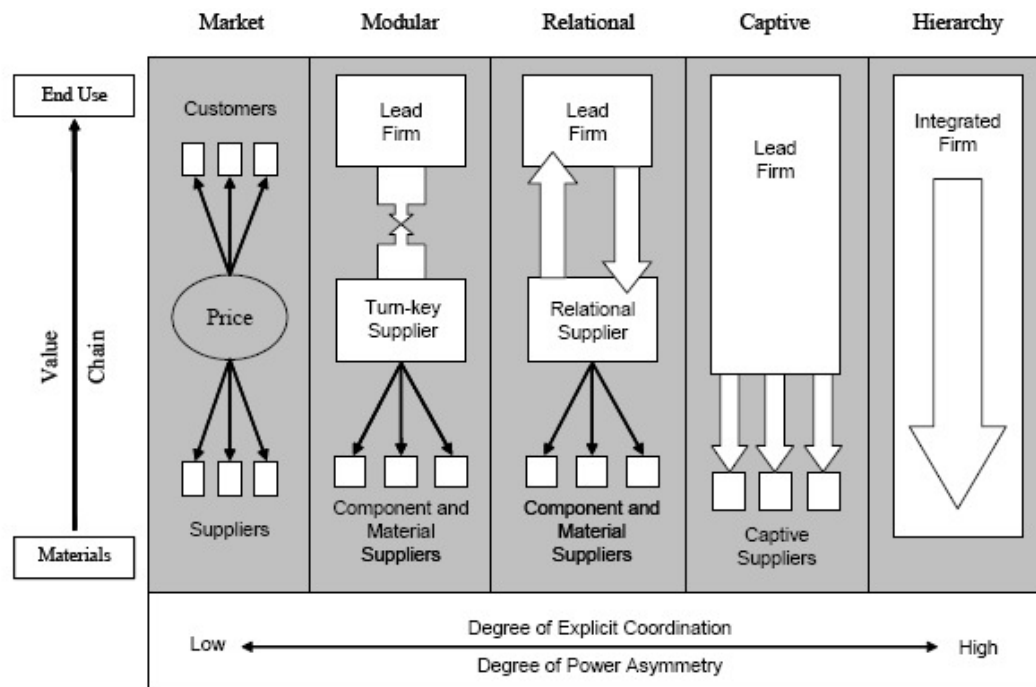 Market
Modular
Relational
Captive
Hierarchy
End Use
Value
Chain
Materials
Customers
Price
Suppliers
Lead
Firm
Turn-key
Supplier
Component and
Material
Suppliers
Lead
Firm
Relational
Supplier
Component and
Material
Suppliers
Lead
Firm
Captive
Suppliers
Integrated
Firm
Low
Degree of Explicit Coordination
Degree of Power Asymmetry
High